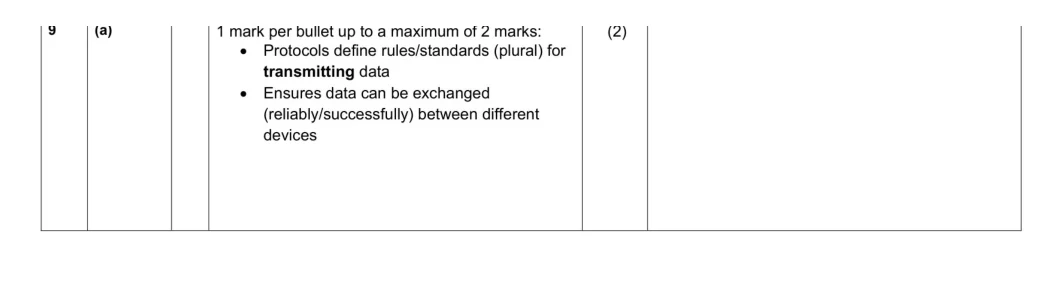 9 (a) 1 mark per bullet up to a maximum of 2 marks: (2)
• Protocols define rules/standards (plural) for
transmitting data
• Ensures data can be exchanged
(reliably/successfully) between different
devices